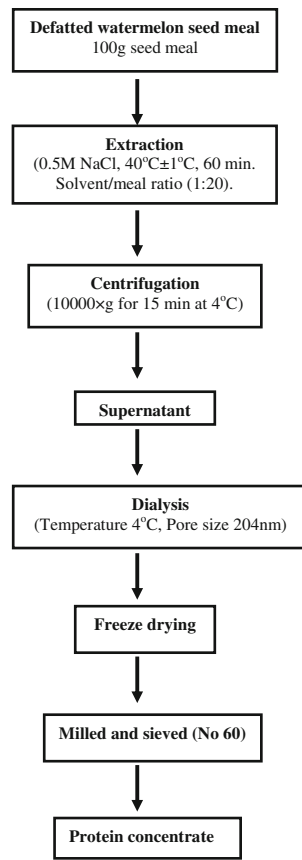 Defatted watermelon seed meal
100g seed meal
Extraction
(0.5M NaCl, 40°C±1°C, 60 min.
Solvent/meal ratio (1:20).
Centrifugation
(10000×g for 15 min at 4°C)
Supernatant
Dialysis
(Temperature 4°C, Pore size 204nm)
Freeze drying
Milled and sieved (No 60)
Protein concentrate